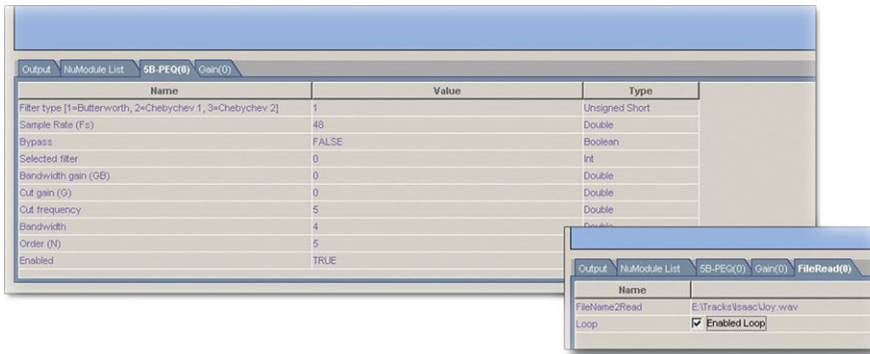 Output NuModule List 5B-PEQ(0) Gain(0)
Name Value Type
Filter type [1=Butterworth, 2=Chebychev 1, 3=Chebychev 2] 1 Unsigned Short
Sample Rate (Fs) 48 Double
Bypass FALSE Boolean
Selected filter 0 Int
Bandwidth gain (GB) 0 Double
Cut gain (G) 0 Double
Cut frequency 5 Double
Bandwidth 4 Double
Order (N) 5
Enabled TRUE
Output NuModule List 5B-PEQ(0) Gain(0) FileRead(0)
Name
FileName2Read E:\Tracks\Isaac\Joy.wav
Loop Enabled Loop